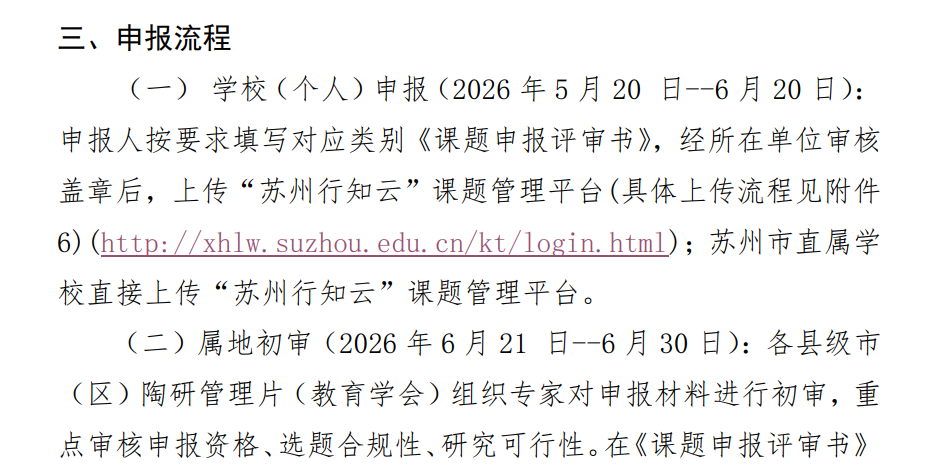 三、申报流程
（一） 学校（个人）申报（2026 年 5 月 20 日--6 月 20 日）：
申报人按要求填写对应类别《课题申报评审书》，经所在单位审核
盖章后，上传“苏州行知云”课题管理平台(具体上传流程见附件
6)(http://xhlw.suzhou.edu.cn/kt/login.html)；苏州市直属学
校直接上传“苏州行知云”课题管理平台。
（二）属地初审（2026 年 6 月 21 日--6 月 30 日）：各县级市
（区）陶研管理片（教育学会）组织专家对申报材料进行初审，重
点审核申报资格、选题合规性、研究可行性。在《课题申报评审书》